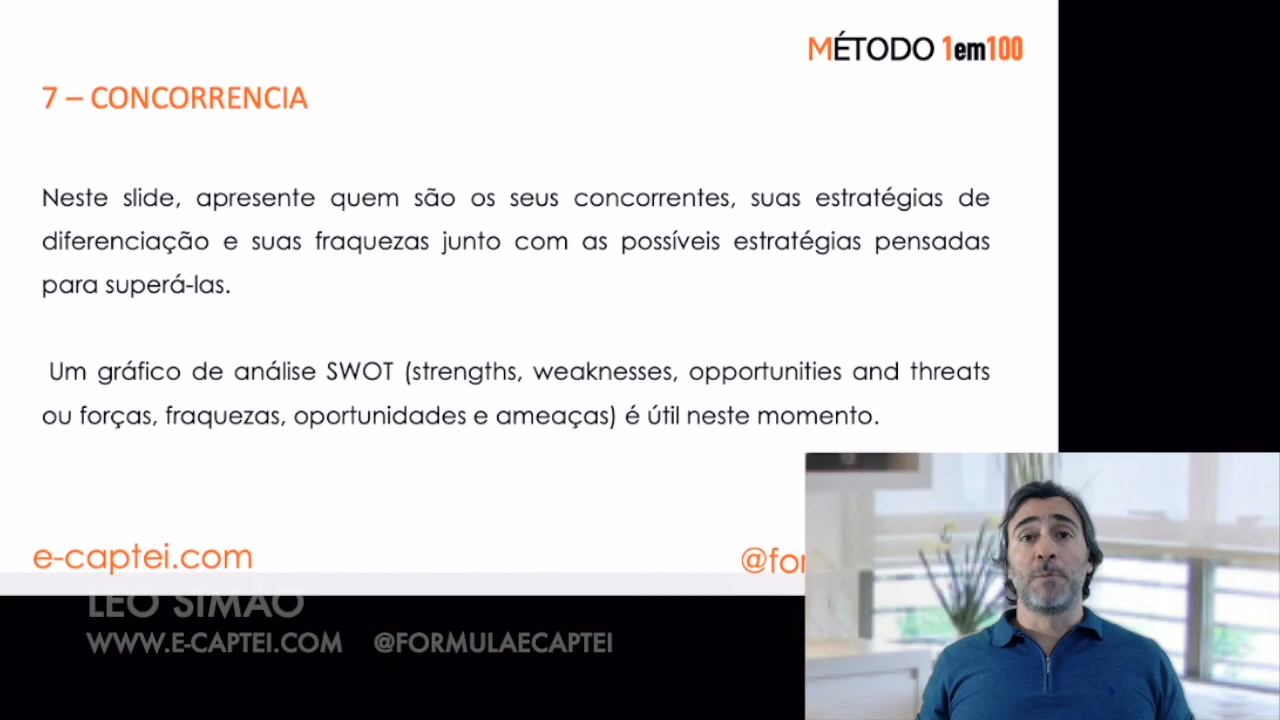 MÉTODO 1em100
7 – CONCORRENCIA
Neste slide, apresente quem são os seus concorrentes, suas estratégias de
diferenciação e suas fraquezas junto com as possíveis estratégias pensadas
para superá-las.
Um gráfico de análise SWOT (strengths, weaknesses, opportunities and threats
ou forças, fraquezas, oportunidades e ameaças) é útil neste momento.
e-captei.com
@for
LEO SIMAO
WWW.E-CAPTEI.COM @FORMULAECAPTEI